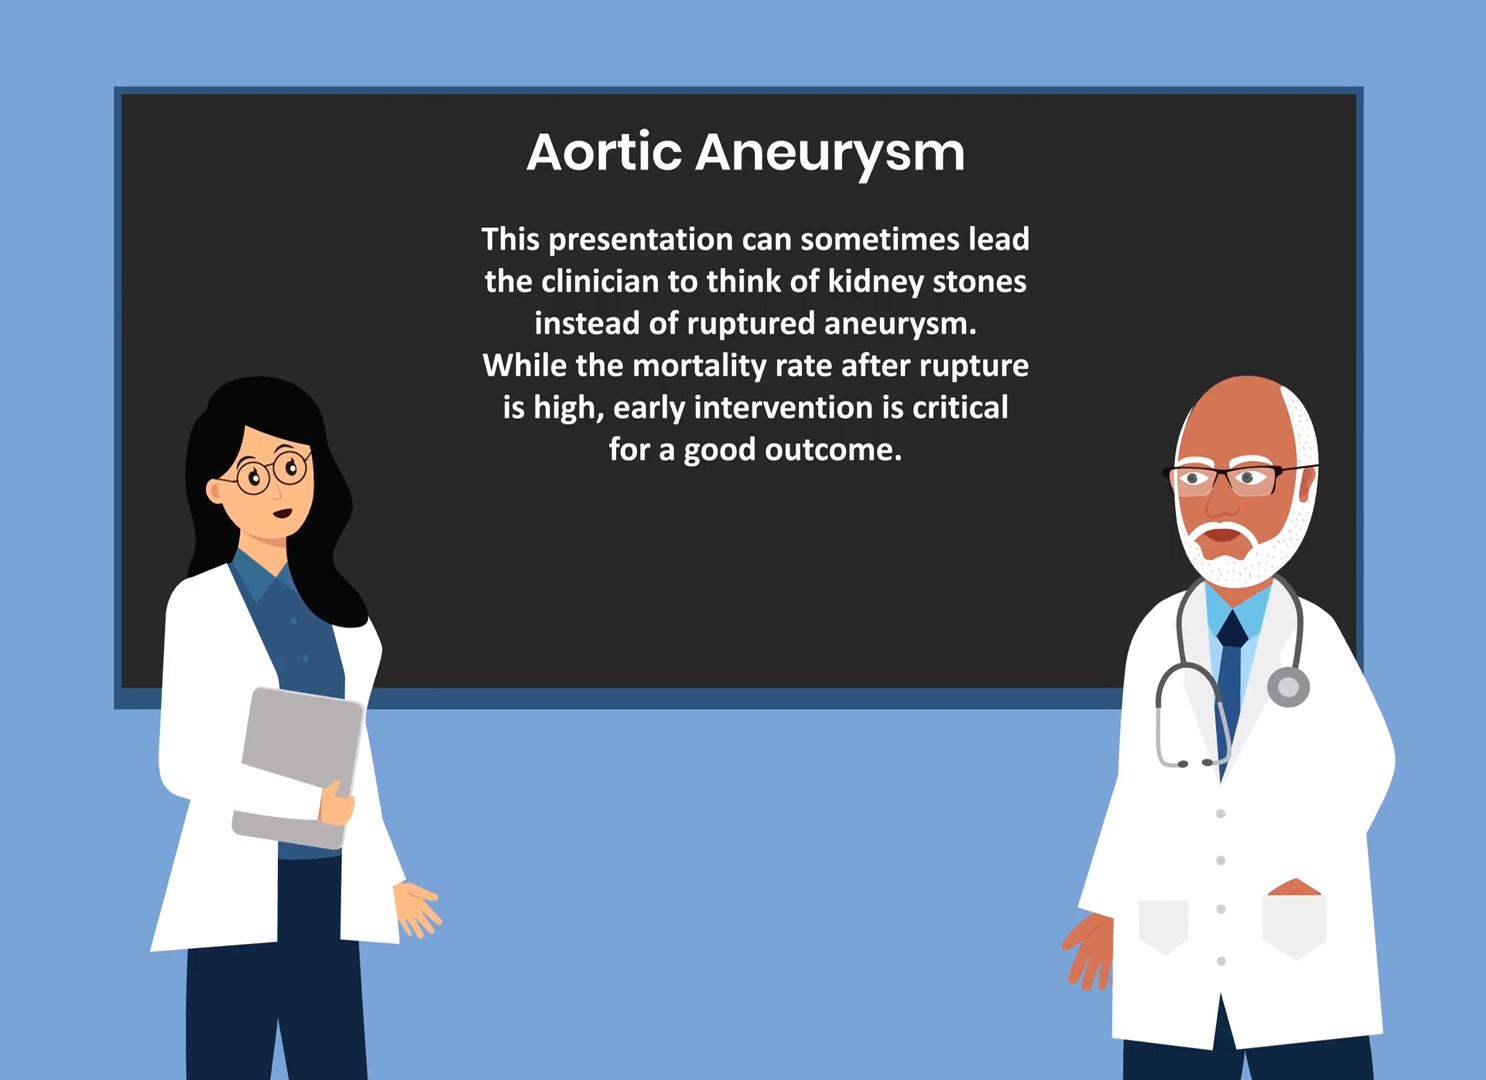 Aortic Aneurysm
This presentation can sometimes lead
the clinician to think of kidney stones
instead of ruptured aneurysm.
While the mortality rate after rupture
is high, early intervention is critical
for a good outcome.